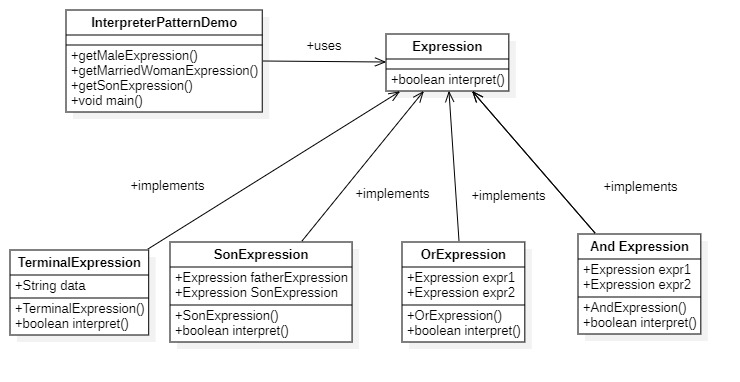 InterpreterPatternDemo
+getMaleExpression()
+getMarriedWomanExpression()
+getSonExpression()
+void main()
+uses
Expression
+boolean interpret()
+implements
+implements
+implements
+implements
TerminalExpression
+String data
+TerminalExpression()
+boolean interpret()
SonExpression
+Expression fatherExpression
+Expression SonExpression
+SonExpression()
+boolean interpret()
OrExpression
+Expression expr1
+Expression expr2
+OrExpression()
+boolean interpret()
And Expression
+Expression expr1
+Expression expr2
+AndExpression()
+boolean interpret()